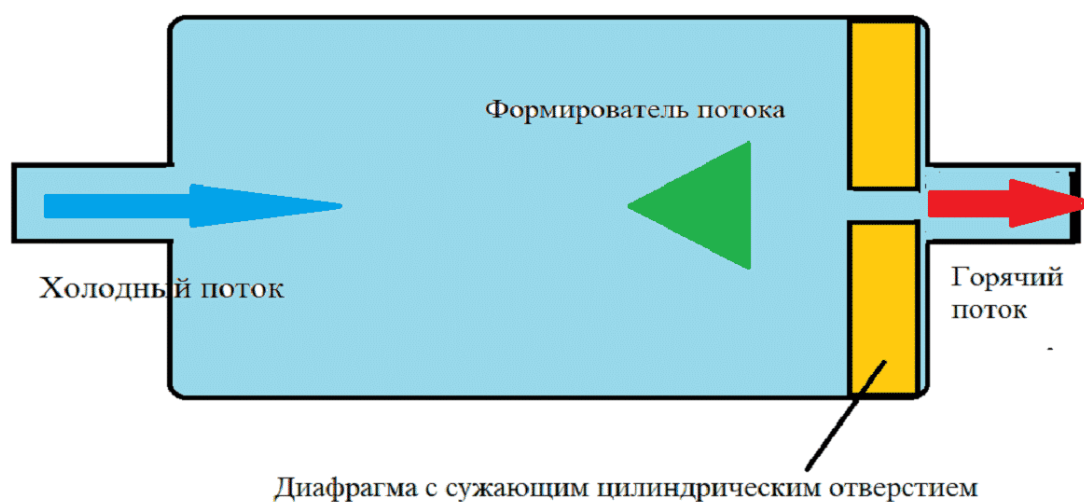 Формирователь потока
Холодный поток
Горячий
поток
Диафрагма с сужающим цилиндрическим отверстием